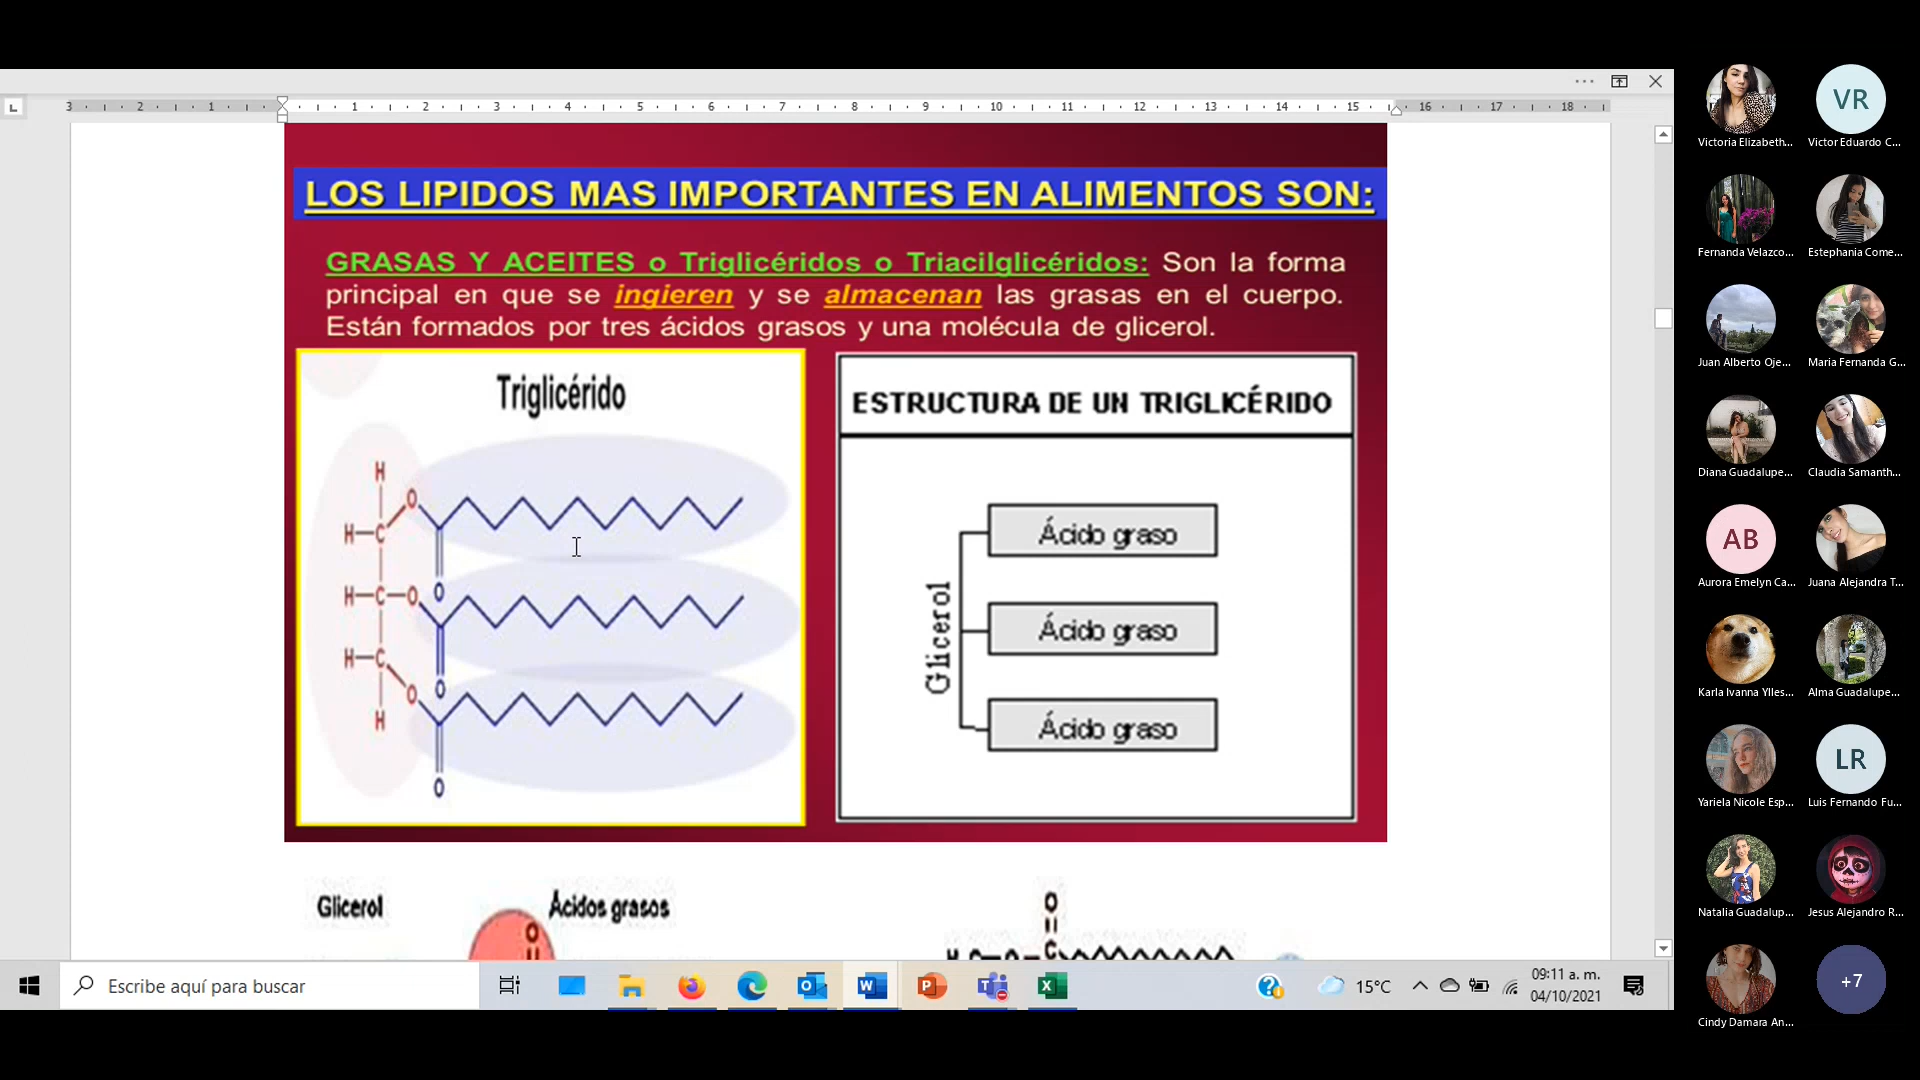 3 2 1 1 2 3 4 5 6 7 8 9 10 11 12 13 14 15 16 17 18
LOS LIPIDOS MAS IMPORTANTES EN ALIMENTOS SON:
GRASAS Y ACEITES o Triglicéridos o Triacilglicéridos: Son la forma
principal en que se ingieren y se almacenan las grasas en el cuerpo.
Están formados por tres ácidos grasos y una molécula de glicerol.
Triglicérido
H
O
H C
O
H C O
O
H C
O
H
O
ESTRUCTURA DE UN TRIGLICÉRIDO
Glicerol
Ácido graso
Ácido graso
Ácido graso
Glicerol
Ácidos grasos
O
O
C
Escribe aquí para buscar
15°C
09:11 a. m.
04/10/2021
VR
Victoria Elizabeth...
Victor Eduardo C...
Fernanda Velazco...
Estephania Come...
Juan Alberto Oje...
Maria Fernanda G...
Diana Guadalupe...
Claudia Samanth...
AB
Aurora Emelyn Ca...
Juana Alejandra T...
Karla Ivanna Ylles...
Alma Guadalupe...
LR
Yariela Nicole Esp...
Luis Fernando Fu...
Natalia Guadalup...
Jesus Alejandro R...
+7
Cindy Damara An...